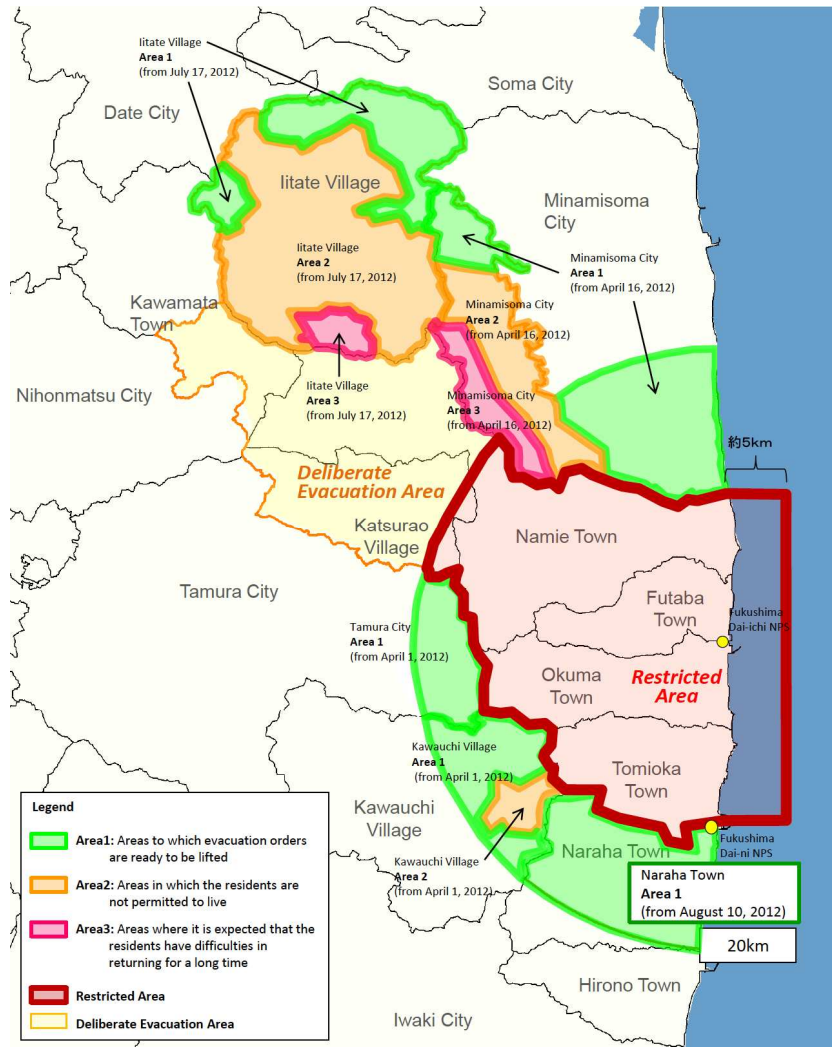 Iitate Village
Area 1
(from July 17, 2012)
Soma City
Date City
Iitate Village
Minamisoma
City
Iitate Village
Area 2
(from July 17, 2012)
Minamisoma City
Area 1
(from April 16, 2012)
Kawamata
Town
Minamisoma City
Area 2
(from April 16, 2012)
Nihonmatsu City
Iitate Village
Area 3
(from July 17, 2012)
Minamisoma City
Area 3
(from April 16, 2012)
約5km
Deliberate
Evacuation Area
Katsurao
Village
Namie Town
Tamura City
Futaba
Town
Fukushima
Dai-ichi NPS
Tamura City
Area 1
(from April 1, 2012)
Okuma
Town
Restricted
Area
Kawauchi Village
Area 1
(from April 1, 2012)
Tomioka
Town
Kawauchi
Village
Fukushima
Dai-ni NPS
Naraha Town
Kawauchi Village
Area 2
(from April 1, 2012)
Naraha Town
Area 1
(from August 10, 2012)
20km
Hirono Town
Iwaki City
Legend
Area1: Areas to which evacuation orders
are ready to be lifted
Area2: Areas in which the residents are
not permitted to live
Area3: Areas where it is expected that the
residents have difficulties in
returning for a long time
Restricted Area
Deliberate Evacuation Area